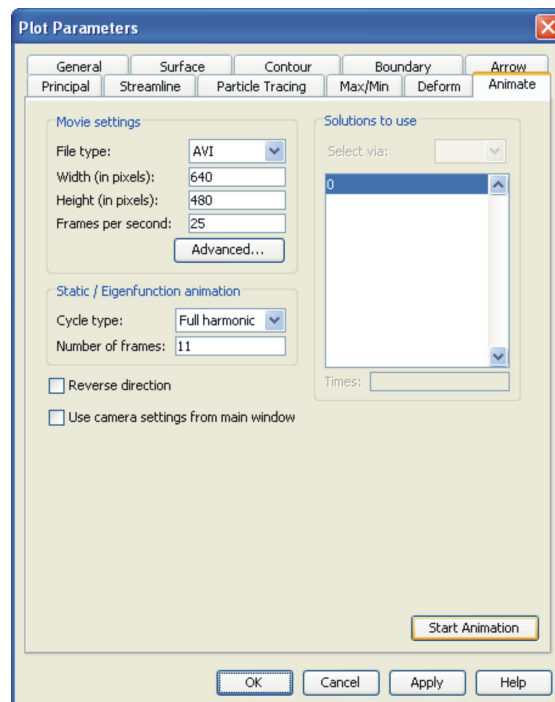 Plot Parameters
General Surface Contour Boundary Arrow
Principal Streamline Particle Tracing Max/Min Deform Animate
Movie settings
File type: AVI
Width (in pixels): 640
Height (in pixels): 480
Frames per second: 25
Advanced...
Static / Eigenfunction animation
Cycle type: Full harmonic
Number of frames: 11
Reverse direction
Use camera settings from main window
Solutions to use
Select via:
0
Times:
Start Animation
OK Cancel Apply Help